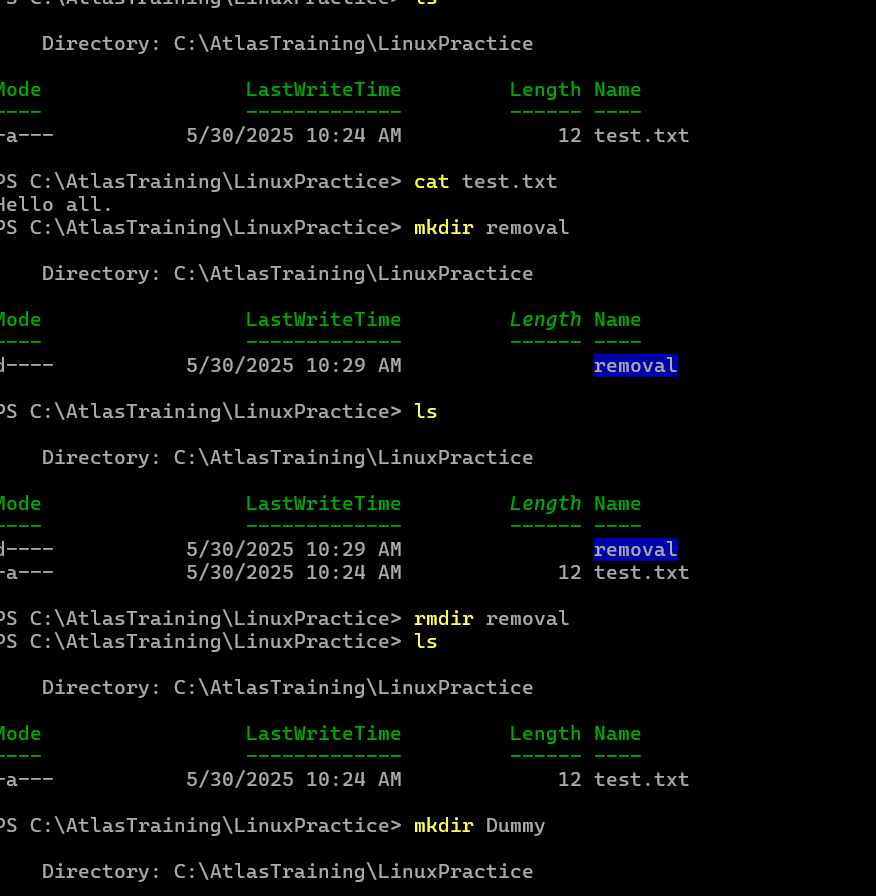 PS C:\AtlasTraining\LinuxPractice> ls
Directory: C:\AtlasTraining\LinuxPractice
Mode LastWriteTime Length Name
---- ------------- ------ ----
-a--- 5/30/2025 10:24 AM 12 test.txt
PS C:\AtlasTraining\LinuxPractice> cat test.txt
Hello all.
PS C:\AtlasTraining\LinuxPractice> mkdir removal
Directory: C:\AtlasTraining\LinuxPractice
Mode LastWriteTime Length Name
---- ------------- ------ ----
d---- 5/30/2025 10:29 AM removal
PS C:\AtlasTraining\LinuxPractice> ls
Directory: C:\AtlasTraining\LinuxPractice
Mode LastWriteTime Length Name
---- ------------- ------ ----
d---- 5/30/2025 10:29 AM removal
-a--- 5/30/2025 10:24 AM 12 test.txt
PS C:\AtlasTraining\LinuxPractice> rmdir removal
PS C:\AtlasTraining\LinuxPractice> ls
Directory: C:\AtlasTraining\LinuxPractice
Mode LastWriteTime Length Name
---- ------------- ------ ----
-a--- 5/30/2025 10:24 AM 12 test.txt
PS C:\AtlasTraining\LinuxPractice> mkdir Dummy
Directory: C:\AtlasTraining\LinuxPractice